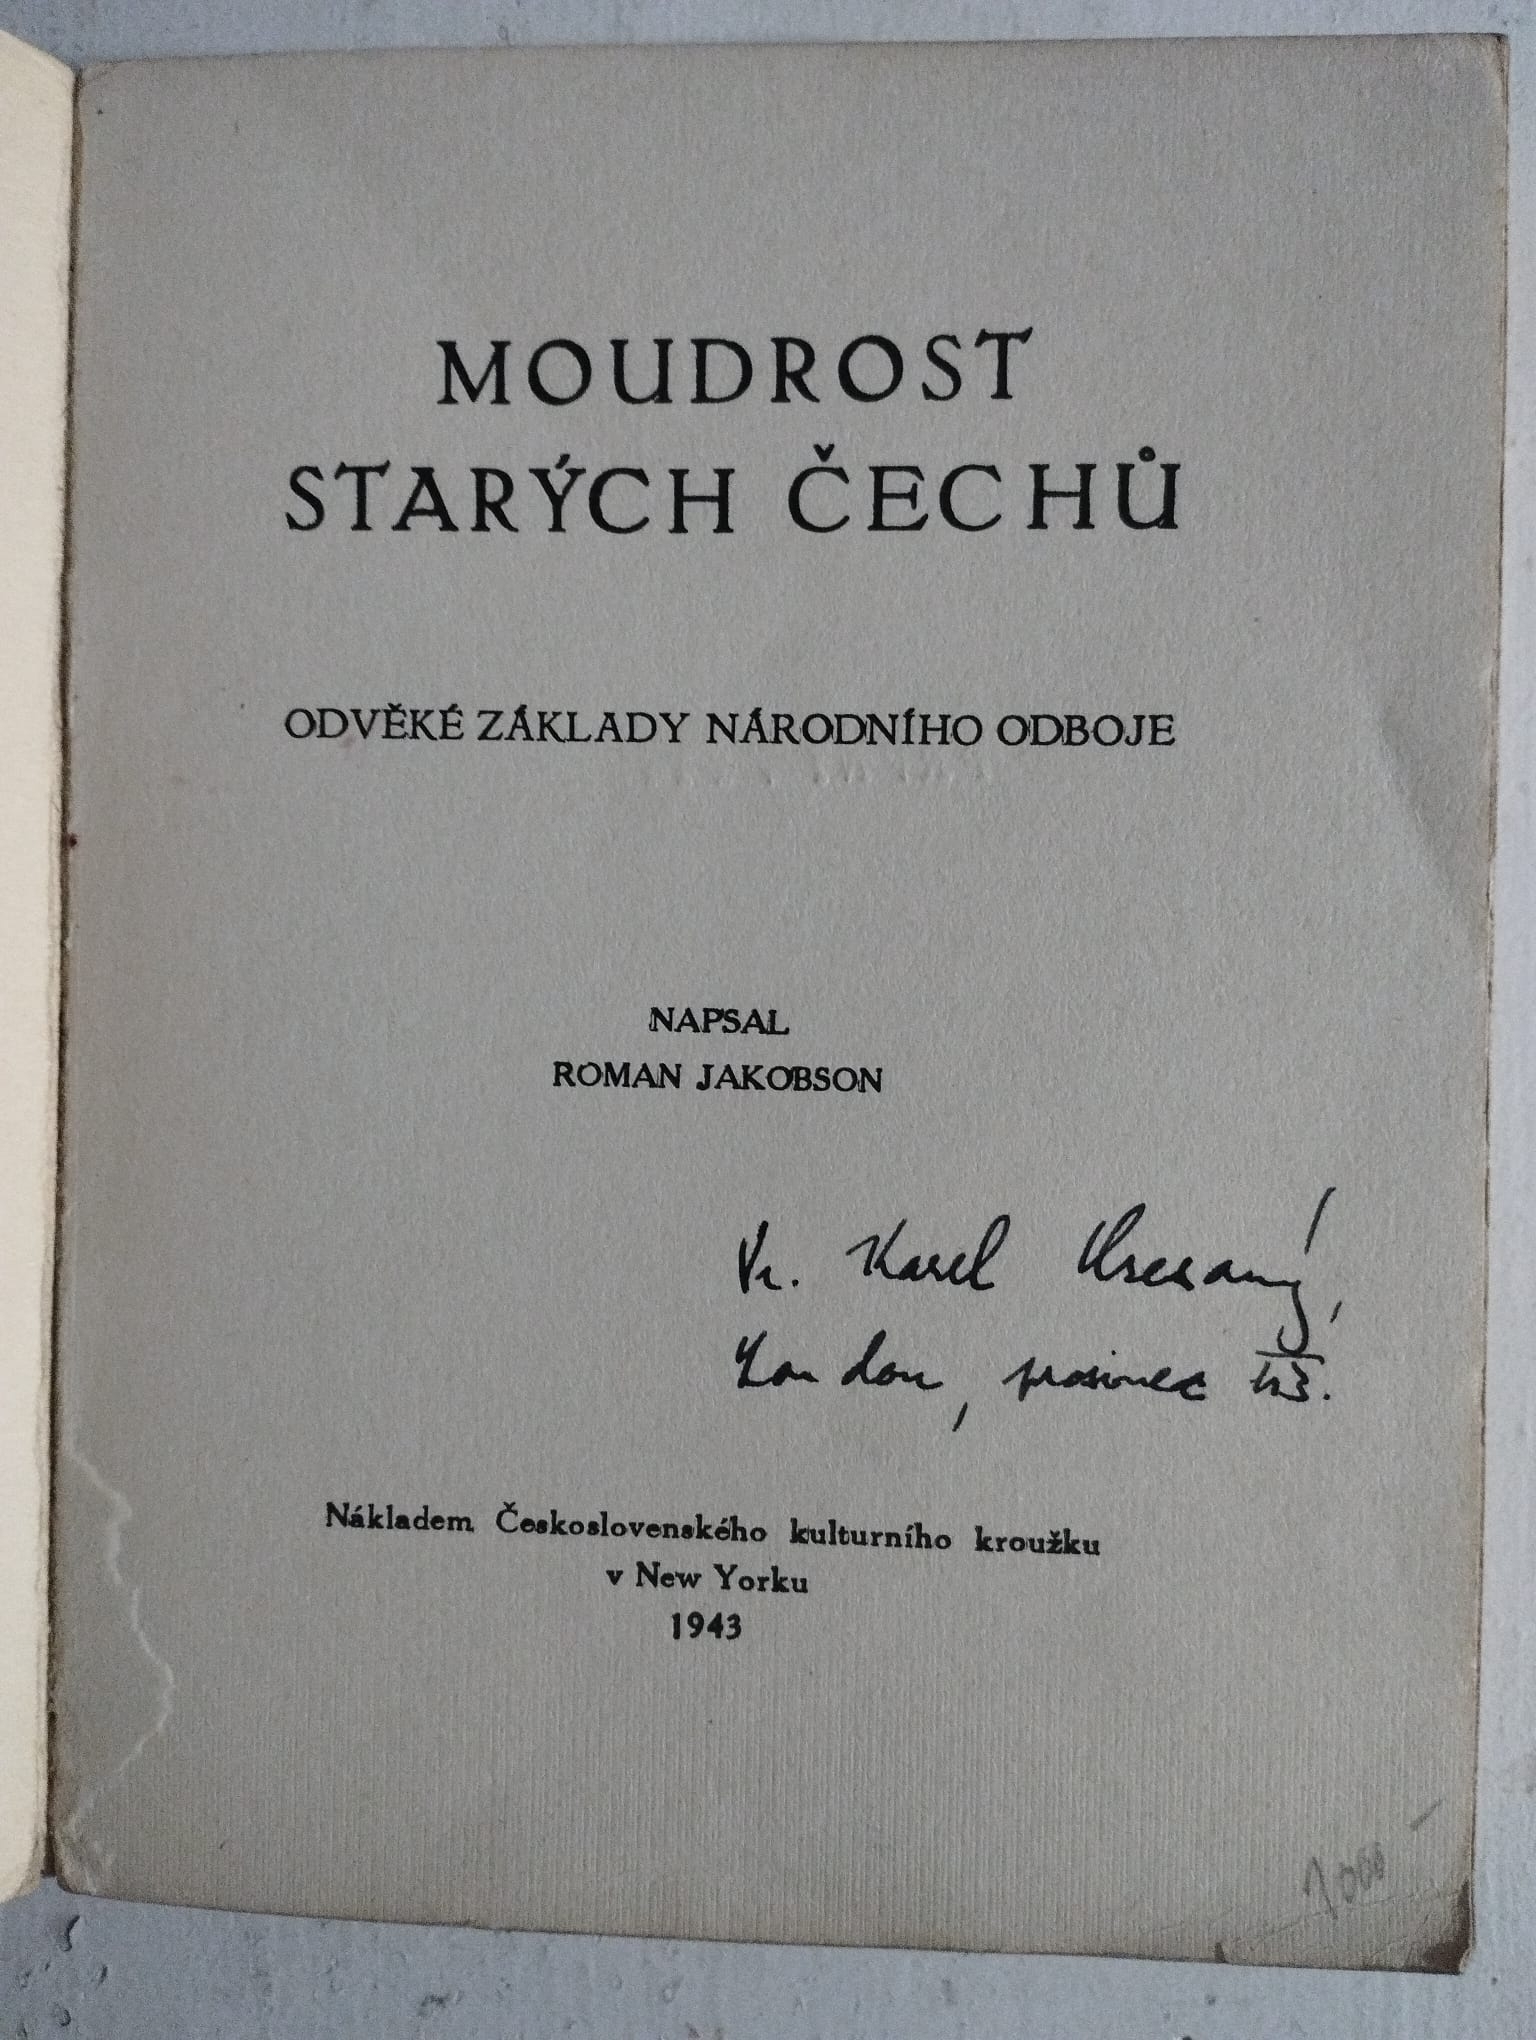 MOUDROST
STARÝCH ČECHŮ
ODVĚKÉ ZÁKLADY NÁRODNÍHO ODBOJE
NAPSAL
ROMAN JAKOBSON
Karel
London, prosinec 43.
Nákladem Československého kulturního kroužku
v New Yorku
1943